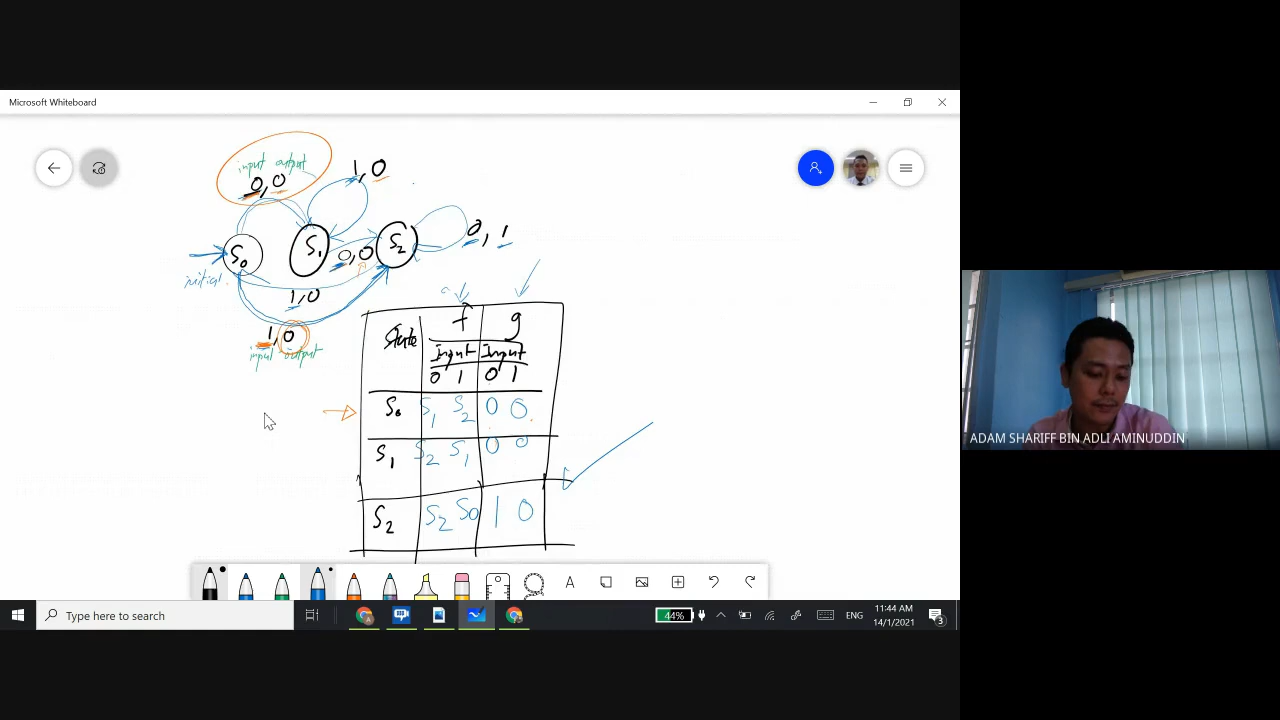 Microsoft Whiteboard
input output
0,0
1,0
S0
S1
S2
0,0
0, 1
initial
1,0
1,0
input output
State
f
g
Input
Input
0 1
0 1
S0
S1 S2
0 0
S1
S2 S1
0 0
S2
S2 S0
1 0
ADAM SHARIFF BIN ADLI AMINUDDIN
A
Type here to search
44%
ENG
11:44 AM
14/1/2021
3